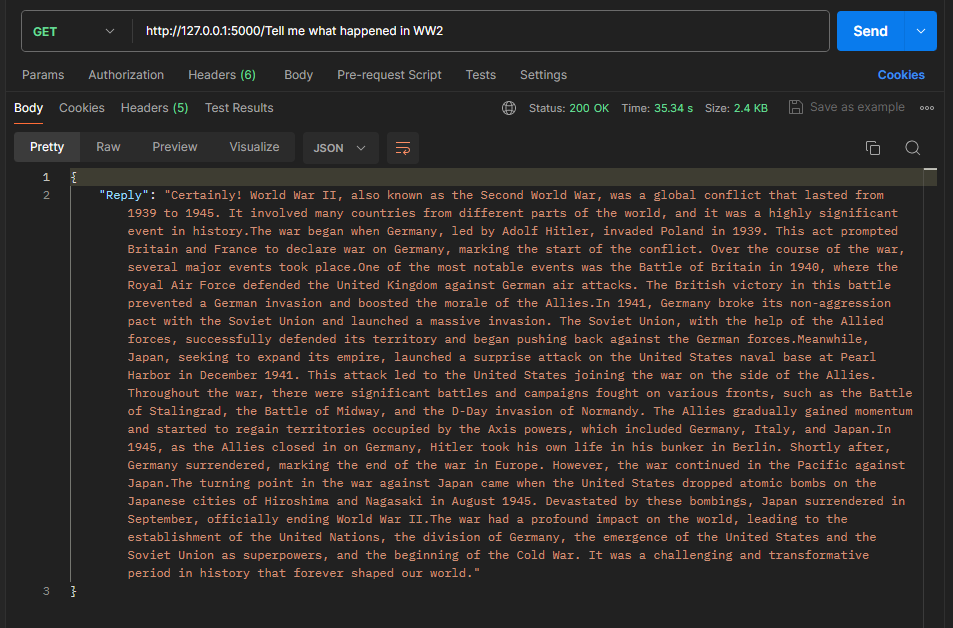 GET http://127.0.0.1:5000/Tell me what happened in WW2 Send
Params Authorization Headers (6) Body Pre-request Script Tests Settings Cookies
Body Cookies Headers (5) Test Results Status: 200 OK Time: 35.34 s Size: 2.4 KB Save as example
Pretty Raw Preview Visualize JSON
1 {
2 "Reply": "Certainly! World War II, also known as the Second World War, was a global conflict that lasted from
1939 to 1945. It involved many countries from different parts of the world, and it was a highly significant
event in history.The war began when Germany, led by Adolf Hitler, invaded Poland in 1939. This act prompted
Britain and France to declare war on Germany, marking the start of the conflict. Over the course of the war,
several major events took place.One of the most notable events was the Battle of Britain in 1940, where the
Royal Air Force defended the United Kingdom against German air attacks. The British victory in this battle
prevented a German invasion and boosted the morale of the Allies.In 1941, Germany broke its non-aggression
pact with the Soviet Union and launched a massive invasion. The Soviet Union, with the help of the Allied
forces, successfully defended its territory and began pushing back against the German forces.Meanwhile,
Japan, seeking to expand its empire, launched a surprise attack on the United States naval base at Pearl
Harbor in December 1941. This attack led to the United States joining the war on the side of the Allies.
Throughout the war, there were significant battles and campaigns fought on various fronts, such as the Battle
of Stalingrad, the Battle of Midway, and the D-Day invasion of Normandy. The Allies gradually gained momentum
and started to regain territories occupied by the Axis powers, which included Germany, Italy, and Japan.In
1945, as the Allies closed in on Germany, Hitler took his own life in his bunker in Berlin. Shortly after,
Germany surrendered, marking the end of the war in Europe. However, the war continued in the Pacific against
Japan.The turning point in the war against Japan came when the United States dropped atomic bombs on the
Japanese cities of Hiroshima and Nagasaki in August 1945. Devastated by these bombings, Japan surrendered in
September, officially ending World War II.The war had a profound impact on the world, leading to the
establishment of the United Nations, the division of Germany, the emergence of the United States and the
Soviet Union as superpowers, and the beginning of the Cold War. It was a challenging and transformative
period in history that forever shaped our world."
3 }